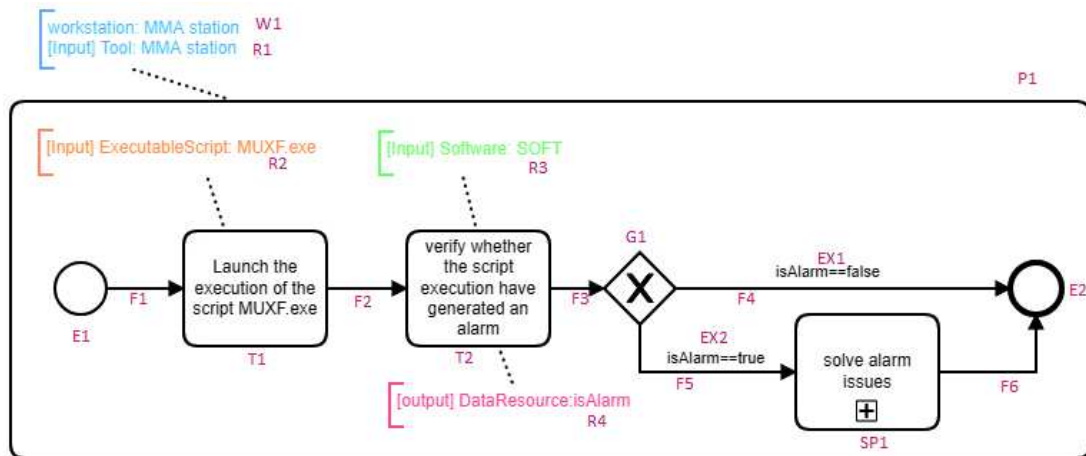 workstation: MMA station W1
[Input] Tool: MMA station R1
P1
[Input] ExecutableScript: MUXF.exe
R2
[Input] Software: SOFT
R3
E1
F1
Launch the
execution of the
script MUXF.exe
T1
F2
verify whether
the script
execution have
generated an
alarm
T2
F3
G1
X
EX1
isAlarm==false
F4
E2
EX2
isAlarm==true
F5
solve alarm
issues
+
SP1
F6
[output] DataResource:isAlarm
R4